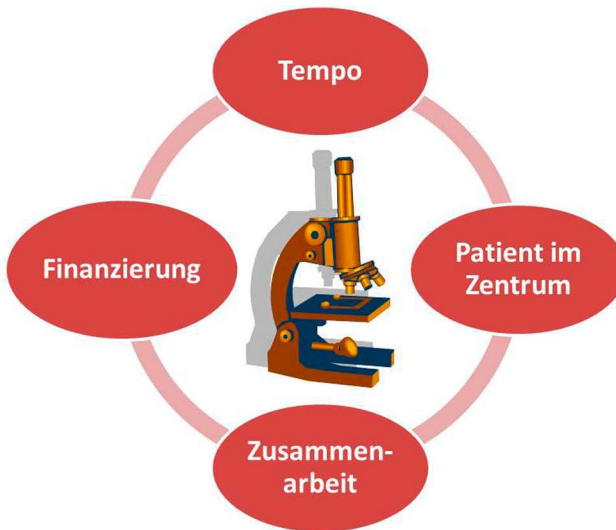 Tempo
Finanzierung
Patient im
Zentrum
Zusammen-
arbeit